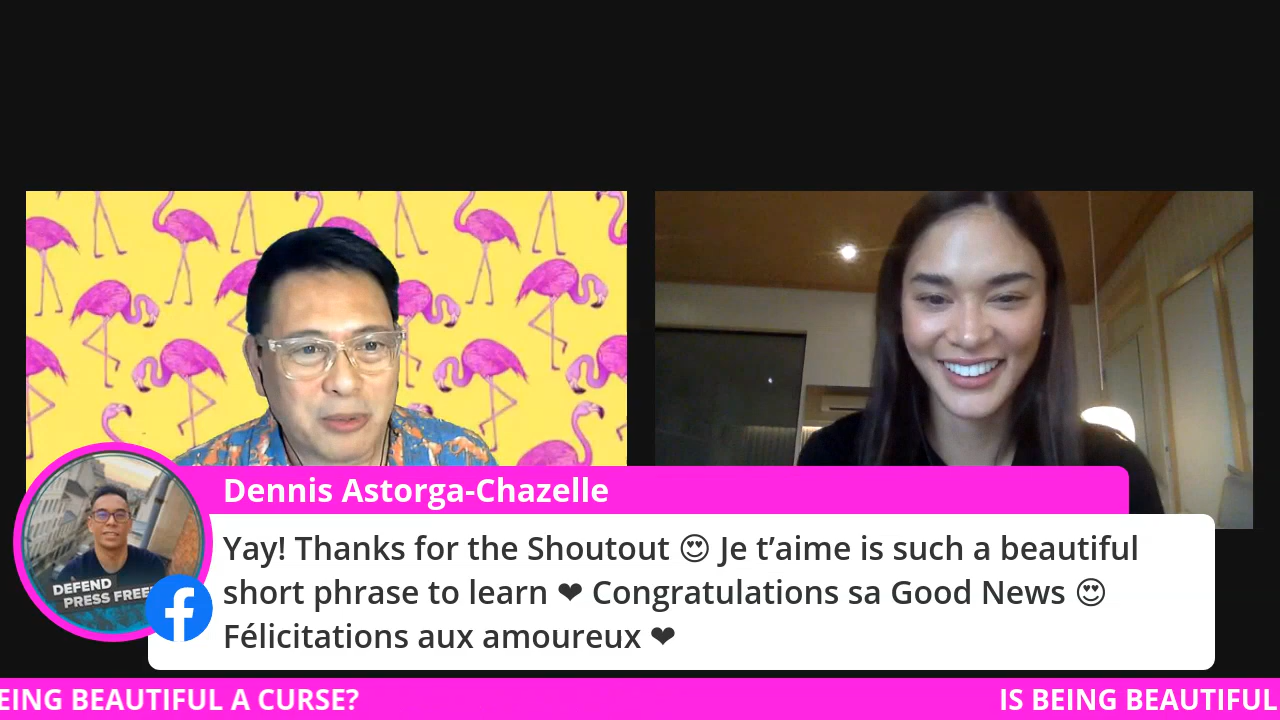 Dennis Astorga-Chazelle
Yay! Thanks for the Shoutout 😍 Je t’aime is such a beautiful
short phrase to learn ❤ Congratulations sa Good News 😍
Félicitations aux amoureux ❤
DEFEND
PRESS FREE
EING BEAUTIFUL A CURSE?
IS BEING BEAUTIFUL